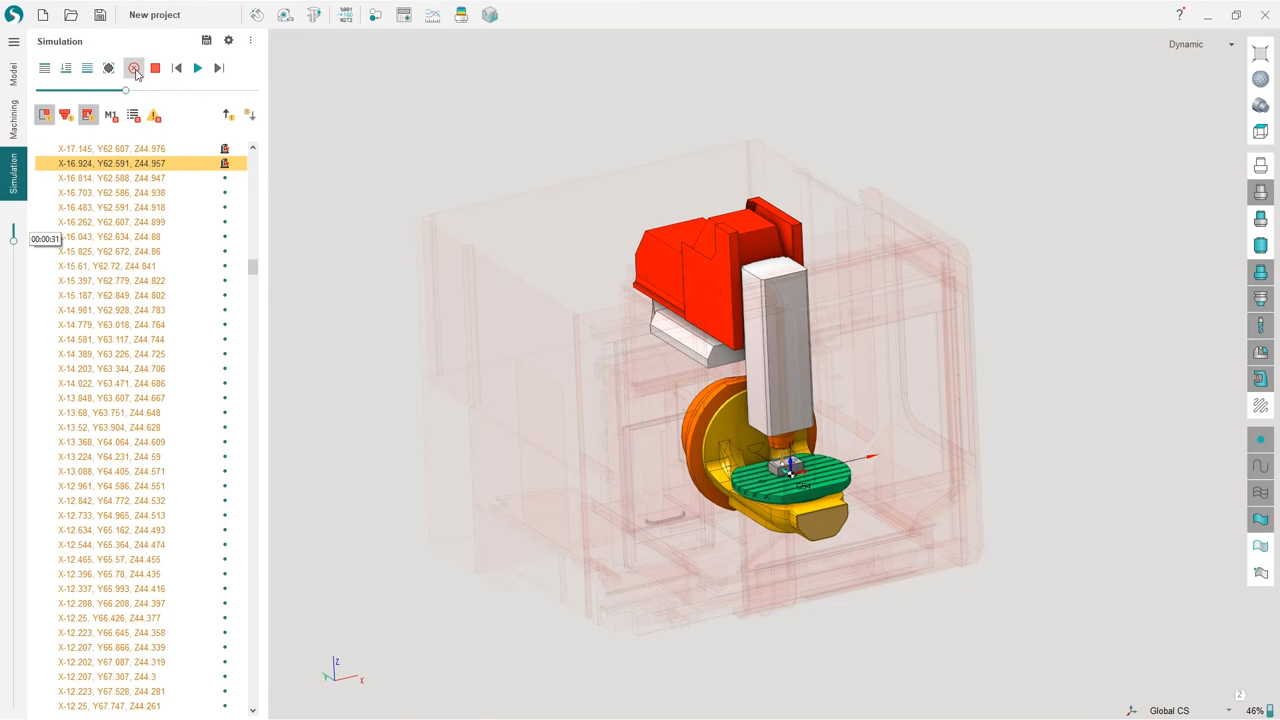 New project
%001
→100
N2T2
?
Simulation
Dynamic
Model
Machining
Simulation
M1
00:00:31
X-17.145, Y62.607, Z44.976
X-16.924, Y62.591, Z44.957
X-16.814, Y62.588, Z44.947
X-16.703, Y62.586, Z44.938
X-16.483, Y62.591, Z44.918
X-16.262, Y62.607, Z44.899
-16.043, Y62.634, Z44.88
X-15.825, Y62.672, Z44.86
X-15.61, Y62.72, Z44.841
X-15.397, Y62.779, Z44.822
X-15.187, Y62.849, Z44.802
X-14.981, Y62.928, Z44.783
X-14.779, Y63.018, Z44.764
X-14.581, Y63.117, Z44.744
X-14.389, Y63.226, Z44.725
X-14.203, Y63.344, Z44.706
X-14.022, Y63.471, Z44.686
X-13.848, Y63.607, Z44.667
X-13.68, Y63.751, Z44.648
X-13.52, Y63.904, Z44.628
X-13.368, Y64.064, Z44.609
X-13.224, Y64.231, Z44.59
X-13.088, Y64.405, Z44.571
X-12.961, Y64.586, Z44.551
X-12.842, Y64.772, Z44.532
X-12.733, Y64.965, Z44.513
X-12.634, Y65.162, Z44.493
X-12.544, Y65.364, Z44.474
X-12.465, Y65.57, Z44.455
X-12.396, Y65.78, Z44.435
X-12.337, Y65.993, Z44.416
X-12.288, Y66.208, Z44.397
X-12.25, Y66.426, Z44.377
X-12.223, Y66.645, Z44.358
X-12.207, Y66.866, Z44.339
X-12.202, Y67.087, Z44.319
X-12.207, Y67.307, Z44.3
X-12.223, Y67.528, Z44.281
X-12.25, Y67.747, Z44.261
G54
Z
Y
X
2
Global CS
46%